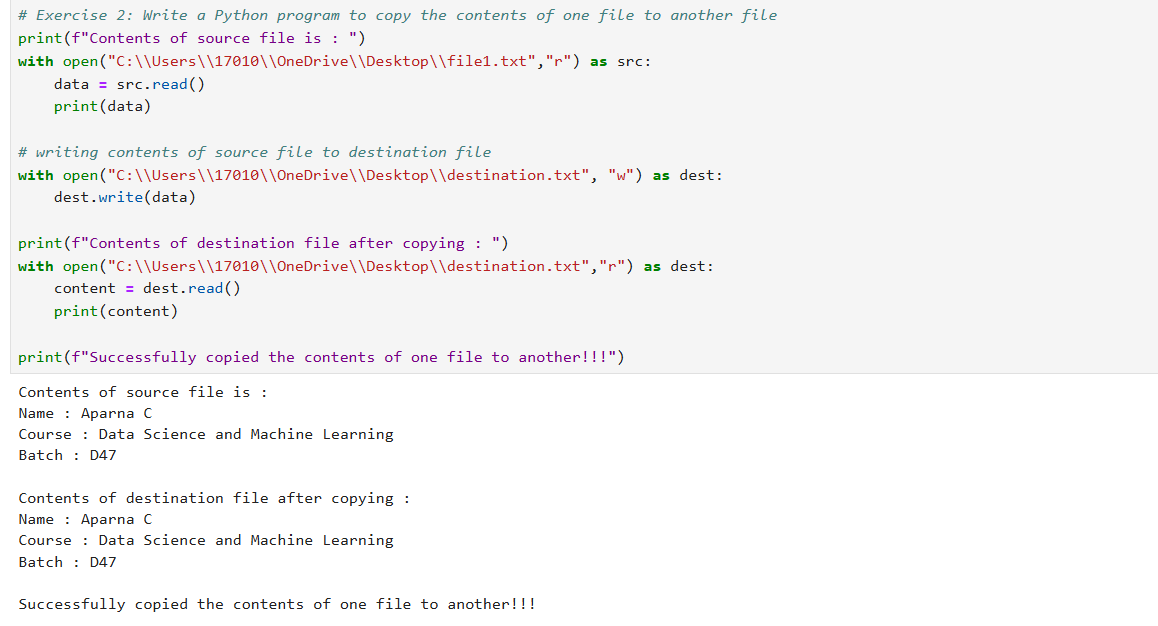 # Exercise 2: Write a Python program to copy the contents of one file to another file
print(f"Contents of source file is : ")
with open("C:\\Users\\17010\\OneDrive\\Desktop\\file1.txt","r") as src:
    data = src.read()
    print(data)

# writing contents of source file to destination file
with open("C:\\Users\\17010\\OneDrive\\Desktop\\destination.txt", "w") as dest:
    dest.write(data)

print(f"Contents of destination file after copying : ")
with open("C:\\Users\\17010\\OneDrive\\Desktop\\destination.txt","r") as dest:
    content = dest.read()
    print(content)

print(f"Successfully copied the contents of one file to another!!!")
Contents of source file is :
Name : Aparna C
Course : Data Science and Machine Learning
Batch : D47

Contents of destination file after copying :
Name : Aparna C
Course : Data Science and Machine Learning
Batch : D47

Successfully copied the contents of one file to another!!!